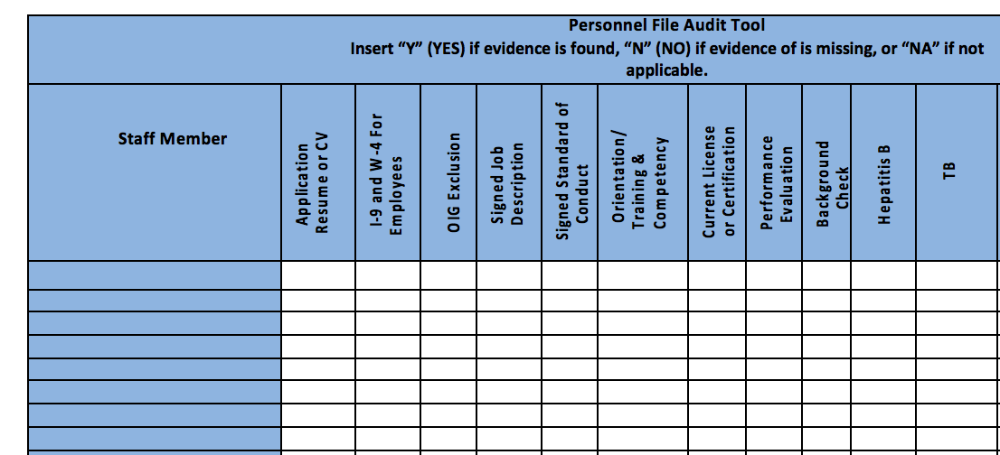 Personnel File Audit Tool
Insert “Y” (YES) if evidence is found, “N” (NO) if evidence of is missing, or “NA” if not
applicable.
Staff Member
Application
Resume or CV
I-9 and W-4 For
Employees
OIG Exclusion
Signed Job
Description
Signed Standard of
Conduct
Orientation/
Training &
Competency
Current License
or Certification
Performance
Evaluation
Background
Check
Hepatitis B
TB